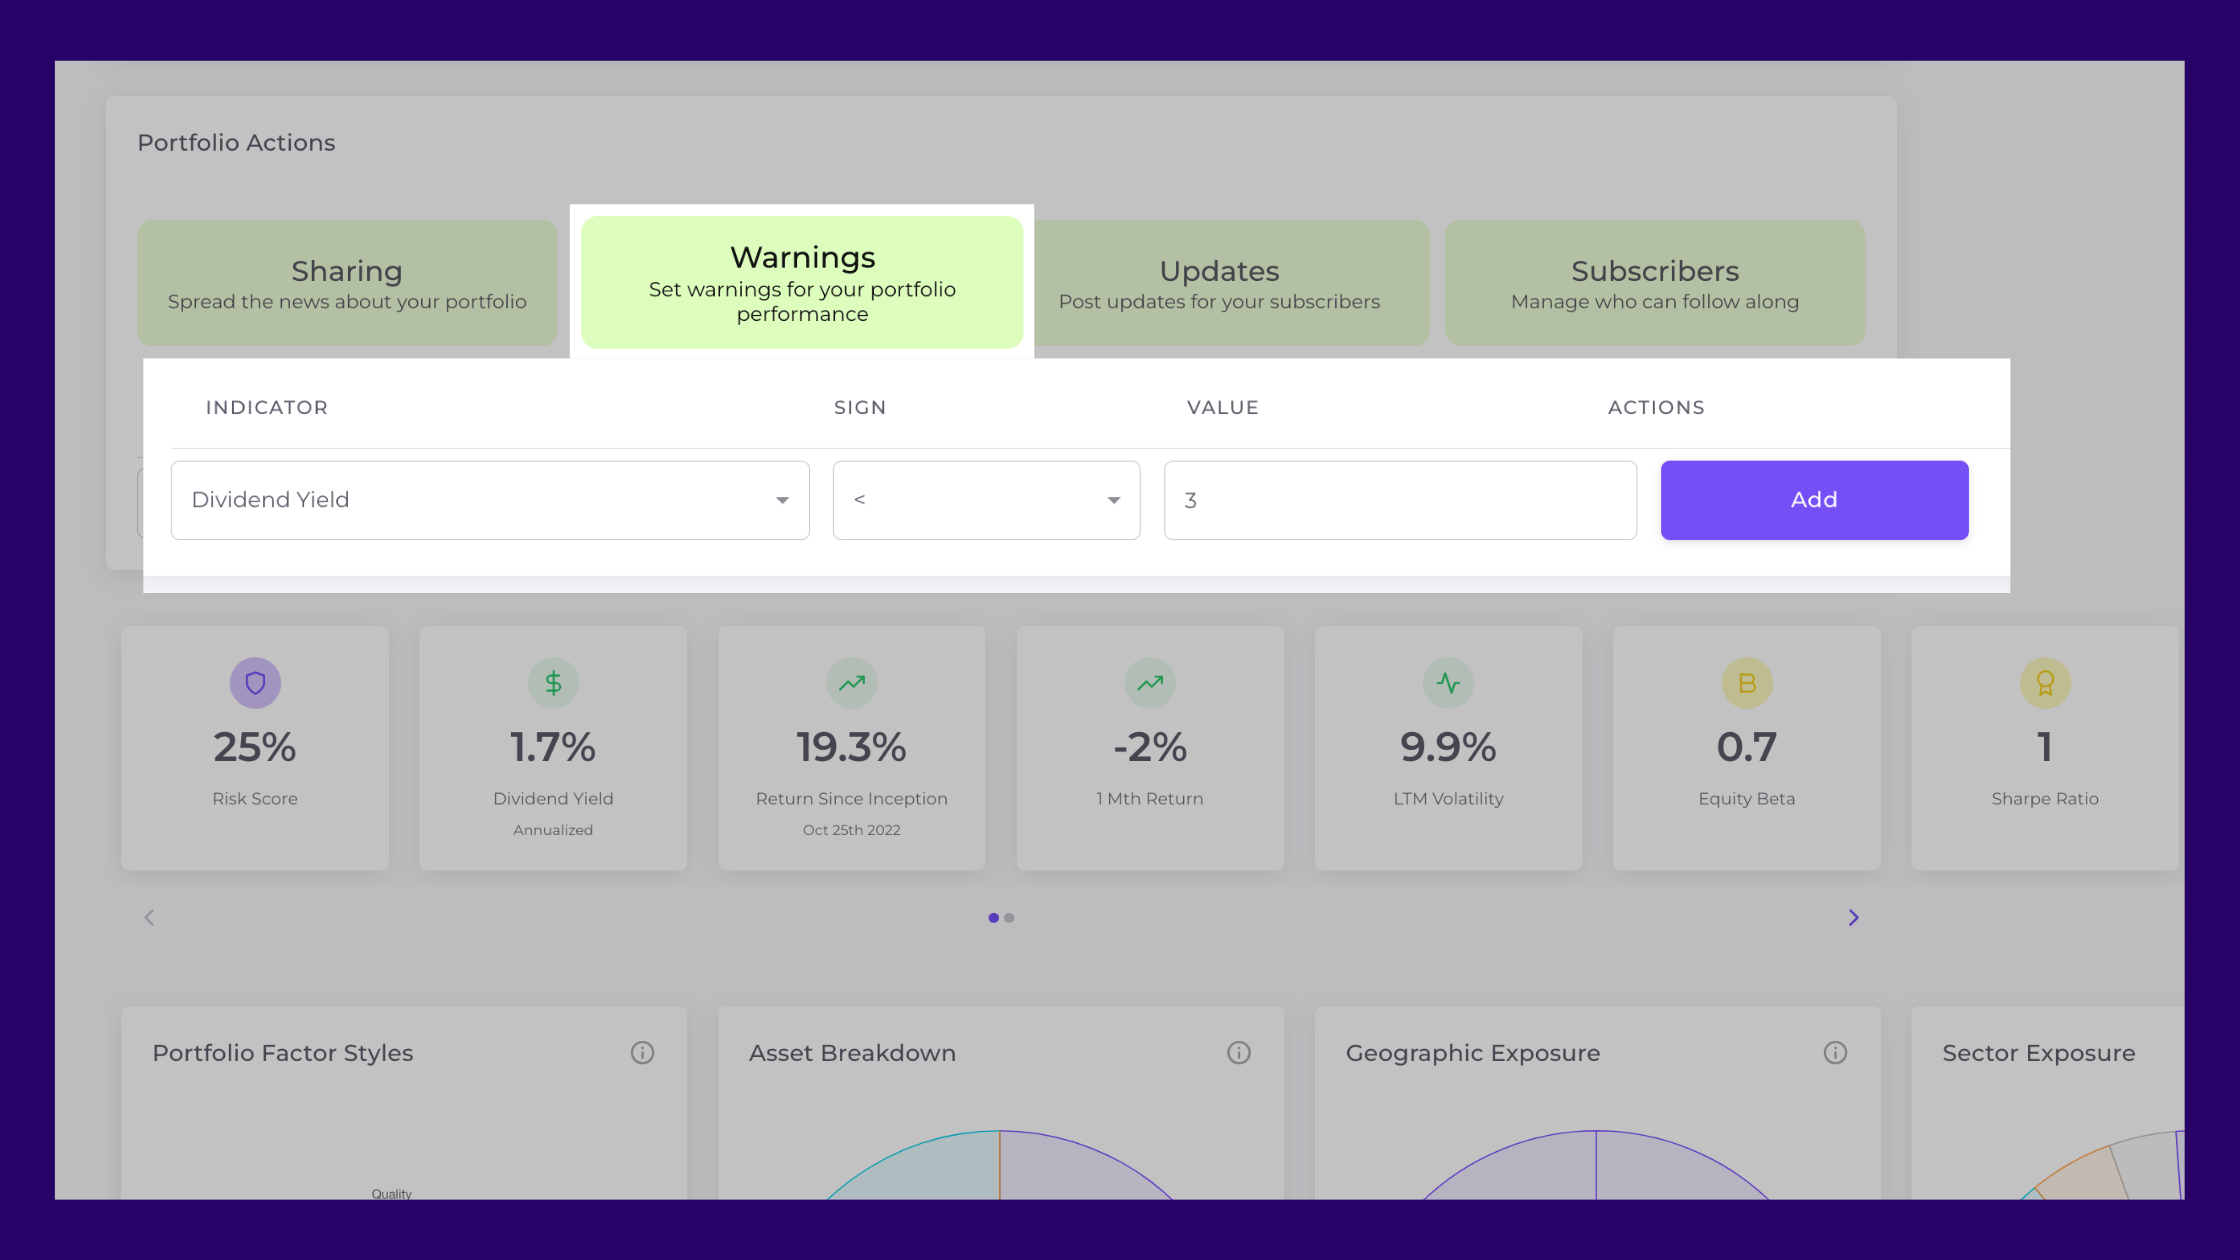 Portfolio Actions
Sharing
Spread the news about your portfolio
Warnings
Set warnings for your portfolio
performance
Updates
Post updates for your subscribers
Subscribers
Manage who can follow along
INDICATOR SIGN VALUE ACTIONS
Dividend Yield < 3 Add
25%
Risk Score
1.7%
Dividend Yield
Annualized
19.3%
Return Since Inception
Oct 25th 2022
-2%
1 Mth Return
9.9%
LTM Volatility
B
0.7
Equity Beta
1
Sharpe Ratio
Portfolio Factor Styles
Quality
Asset Breakdown
Geographic Exposure
Sector Exposure